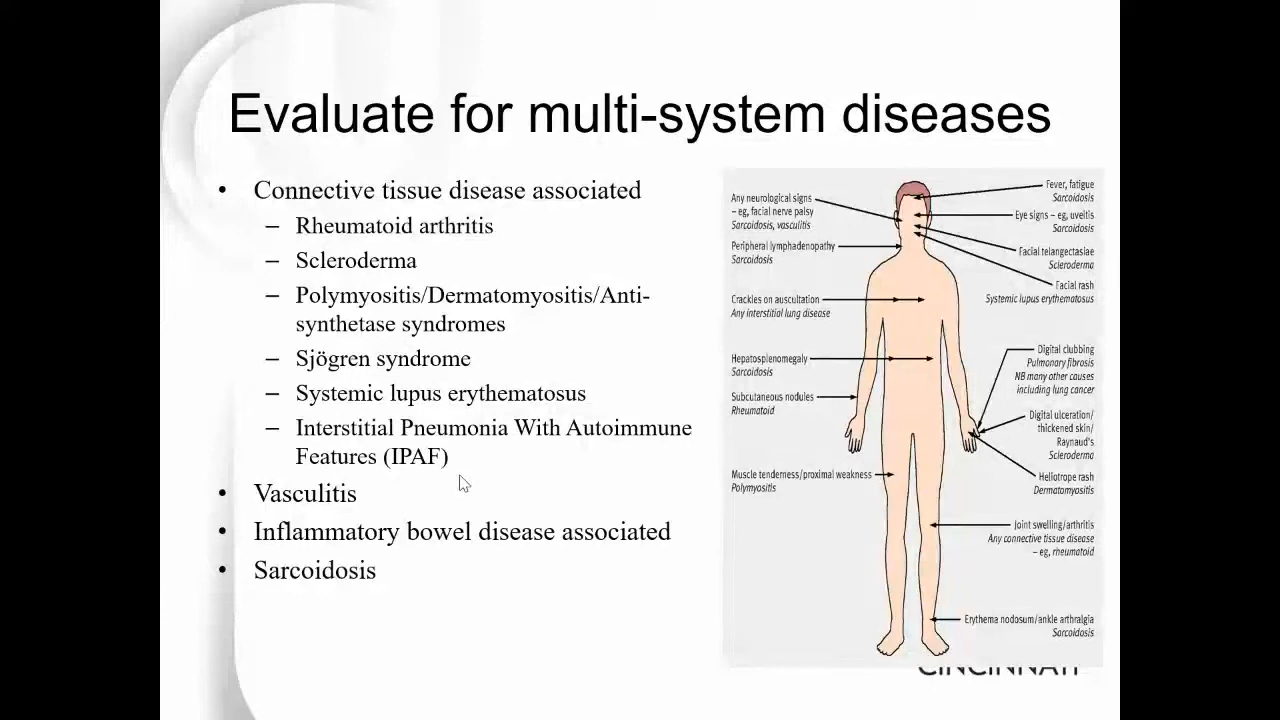 Evaluate for multi-system diseases
• Connective tissue disease associated
– Rheumatoid arthritis
– Scleroderma
– Polymyositis/Dermatomyositis/Anti-
synthetase syndromes
– Sjögren syndrome
– Systemic lupus erythematosus
– Interstitial Pneumonia With Autoimmune
Features (IPAF)
• Vasculitis
• Inflammatory bowel disease associated
• Sarcoidosis
Any neurological signs
– eg, facial nerve palsy
Sarcoidosis, vasculitis
Peripheral lymphadenopathy
Sarcoidosis
Crackles on auscultation
Any interstitial lung disease
Hepatosplenomegaly
Sarcoidosis
Subcutaneous nodules
Rheumatoid
Muscle tenderness/proximal weakness
Polymyositis
Fever, fatigue
Sarcoidosis
Eye signs – eg, uveitis
Sarcoidosis
Facial telangectasiae
Scleroderma
Facial rash
Systemic lupus erythematosus
Digital clubbing
Pulmonary fibrosis
NB many other causes
including lung cancer
Digital ulceration/
thickened skin/
Raynaud's
Scleroderma
Heliotrope rash
Dermatomyositis
Joint swelling/arthritis
Any connective tissue disease
– eg, rheumatoid
Erythema nodosum/ankle arthralgia
Sarcoidosis
CINCINNATI